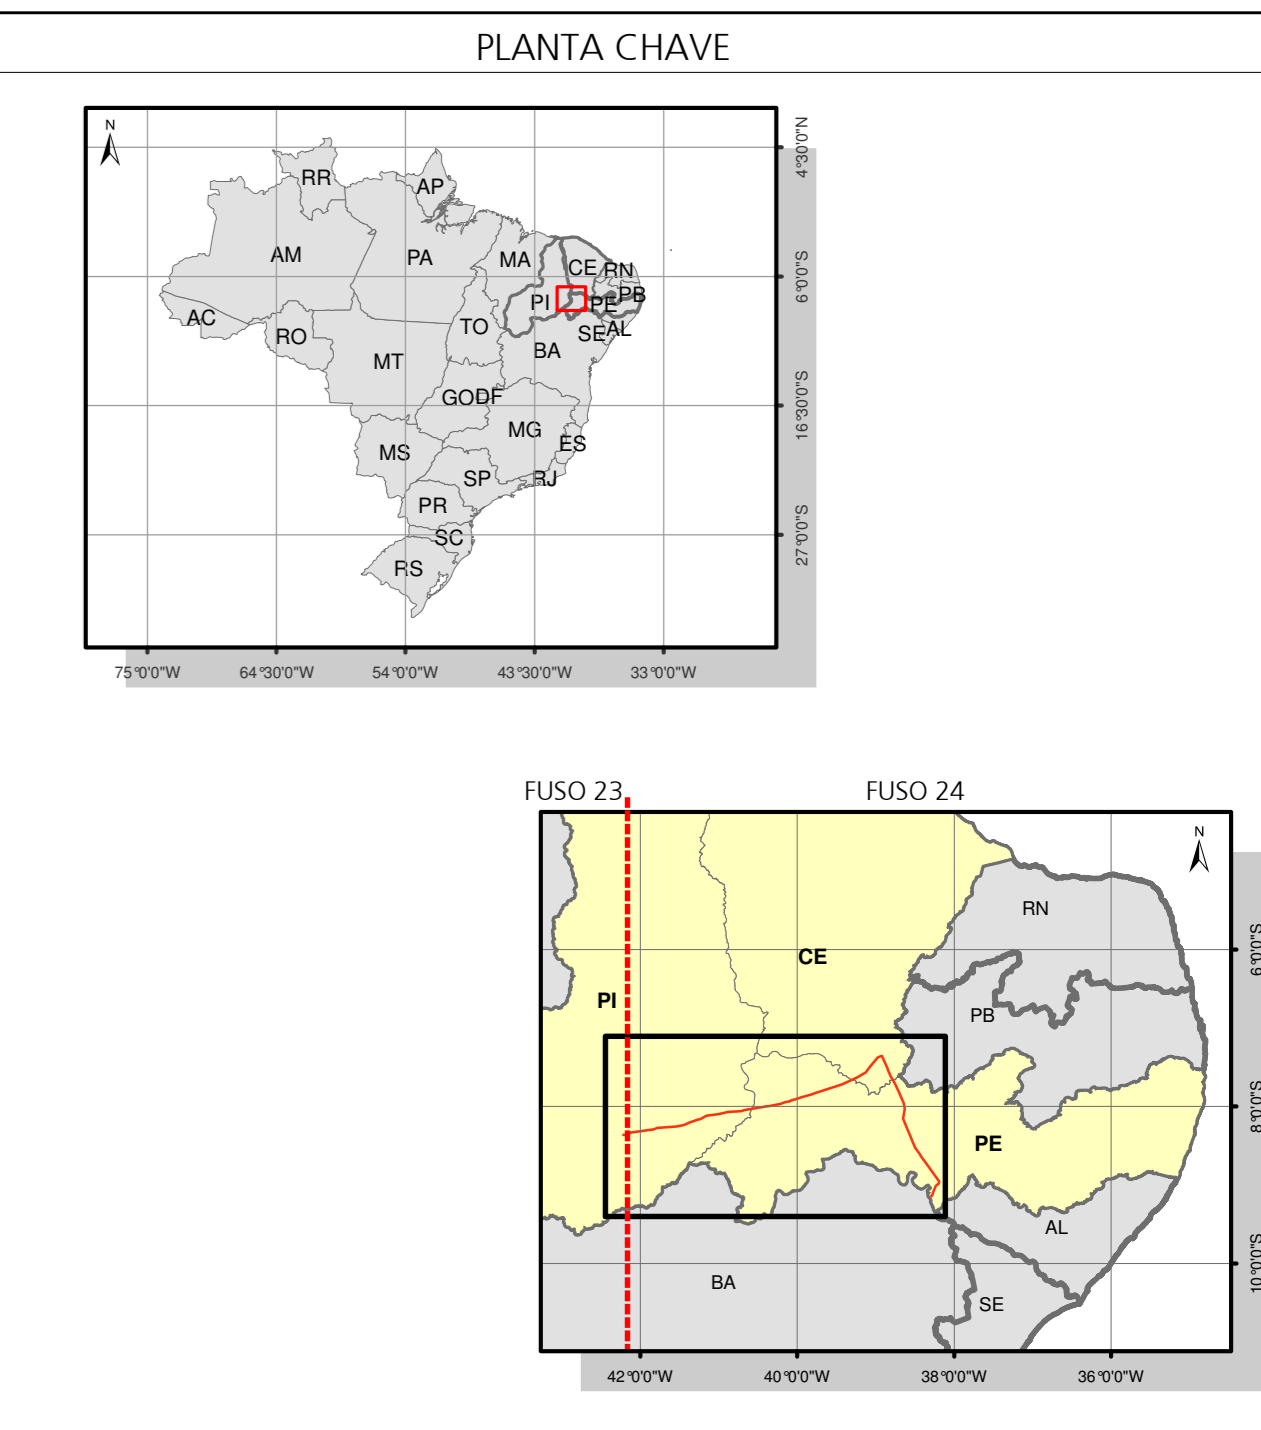 PLANTA CHAVE
N
4°30'0"N
RR
AP
AM
PA
MA
CE
RN
6°0'0"S
PI
PE
PB
AC
RO
TO
SE
AL
MT
BA
GO
DF
16°30'0"S
MG
ES
MS
SP
RJ
PR
SC
27°0'0"S
RS
75°0'0"W
64°30'0"W
54°0'0"W
43°30'0"W
33°0'0"W
FUSO 23
FUSO 24
N
RN
CE
6°0'0"S
PI
PB
8°0'0"S
PE
AL
BA
SE
10°0'0"S
42°0'0"W
40°0'0"W
38°0'0"W
36°0'0"W